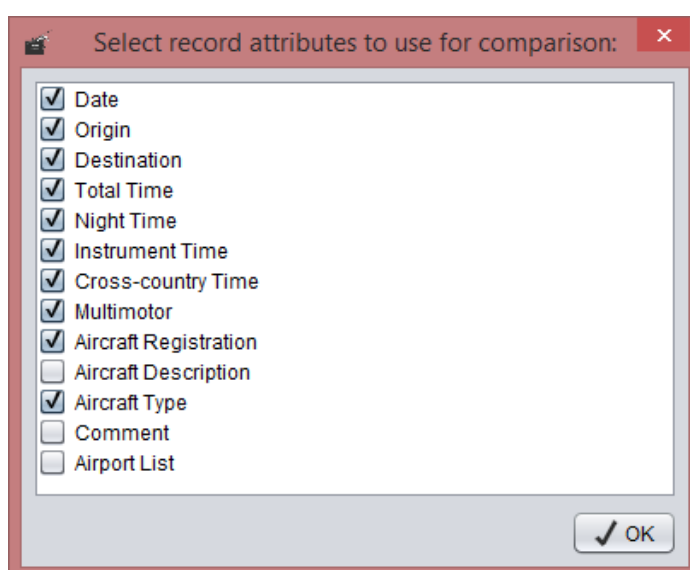 Select record attributes to use for comparison:
Date
Origin
Destination
Total Time
Night Time
Instrument Time
Cross-country Time
Multimotor
Aircraft Registration
Aircraft Description
Aircraft Type
Comment
Airport List
OK